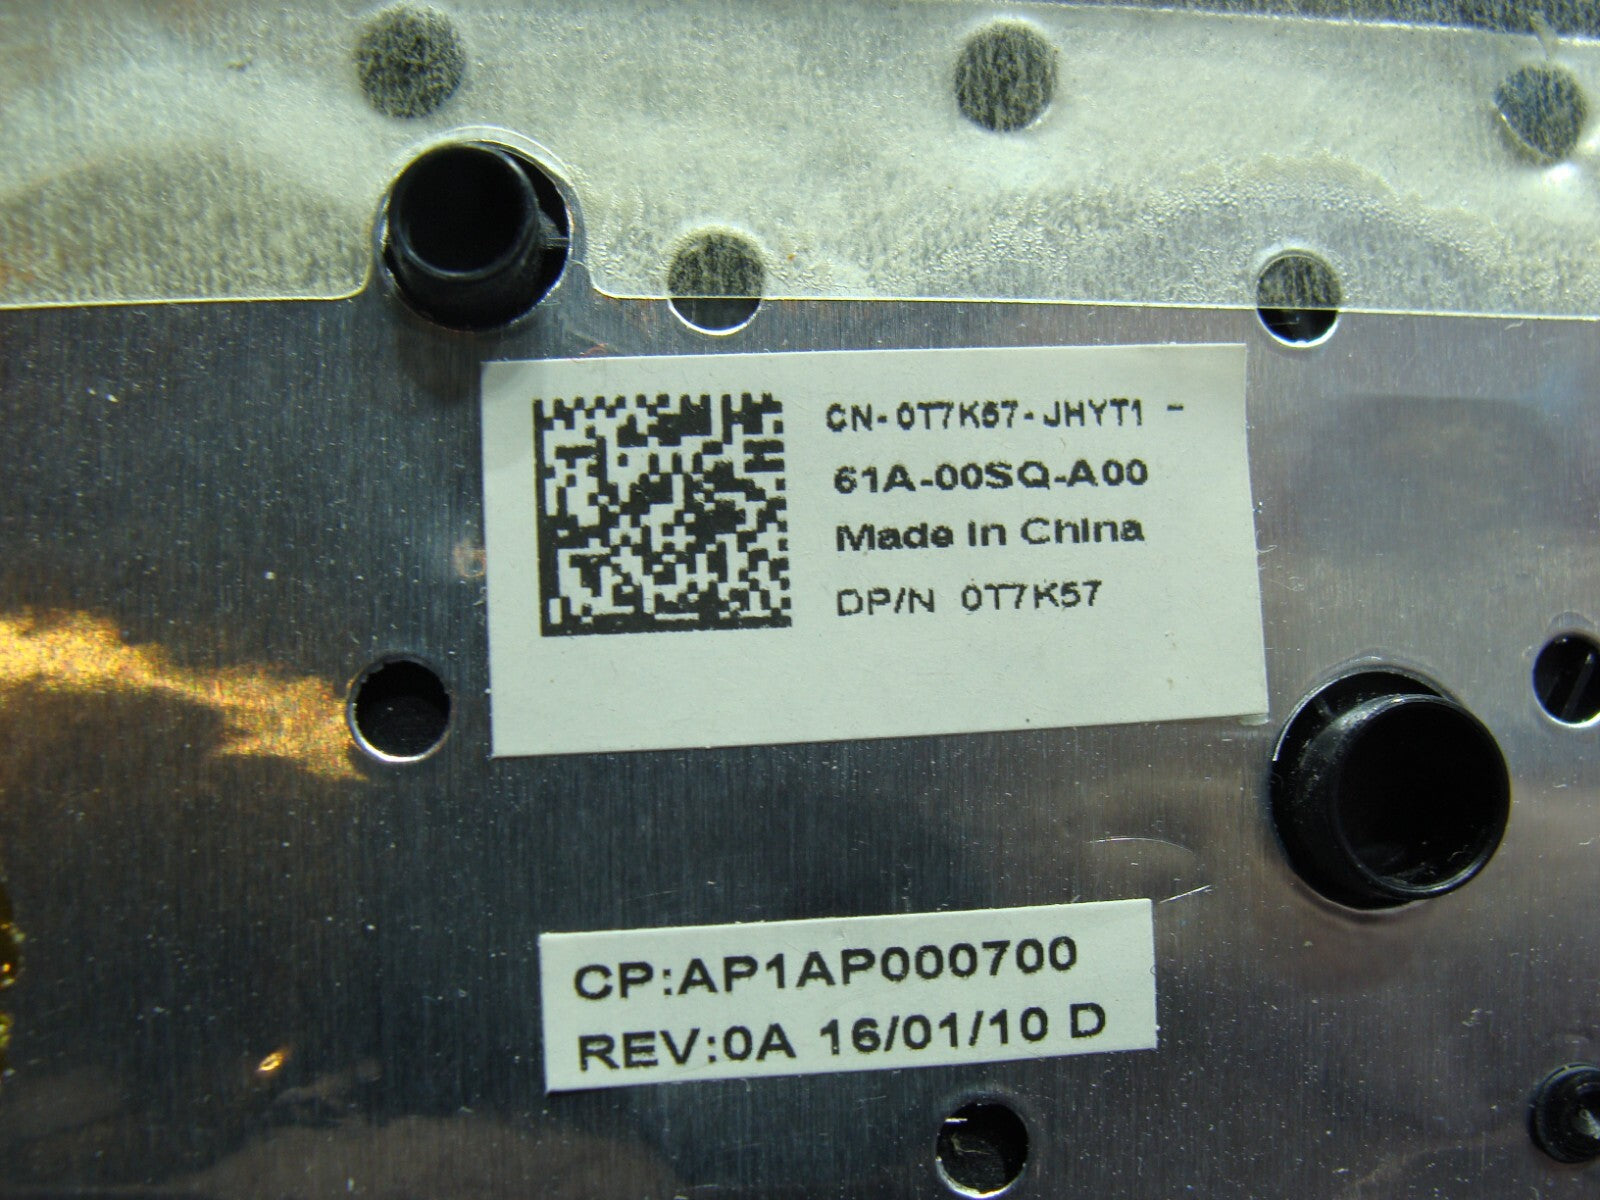 CN-0T7K57-JHYT1 -
61A-00SQ-A00
Made in China
DP/N 0T7K57
CP:AP1AP000700
REV:0A 16/01/10 D